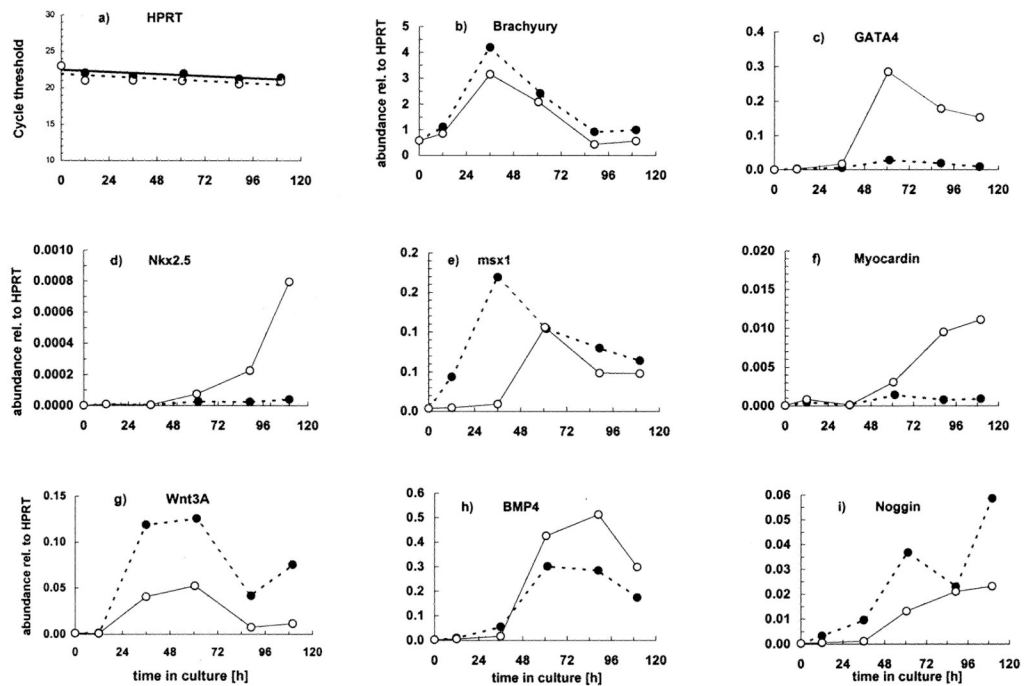 a) HPRT
Cycle threshold
30
25
20
15
10
0 24 48 72 96 120
b) Brachyury
abundance rel. to HPRT
5
4
4
3
3
2
2
1
1
0
0 24 48 72 96 120
c) GATA4
0.4
0.3
0.2
0.1
0.0
0 24 48 72 96 120
d) Nkx2.5
abundance rel. to HPRT
0.0010
0.0008
0.0006
0.0004
0.0002
0.0000
0 24 48 72 96 120
e) msx1
0.2
0.2
0.1
0.1
0.0
0 24 48 72 96 120
f) Myocardin
0.020
0.015
0.010
0.005
0.000
0 24 48 72 96 120
g) Wnt3A
abundance rel. to HPRT
0.15
0.10
0.05
0.00
0 24 48 72 96 120
time in culture [h]
h) BMP4
0.6
0.5
0.4
0.3
0.2
0.1
0.0
0 24 48 72 96 120
time in culture [h]
i) Noggin
0.06
0.05
0.04
0.03
0.02
0.01
0.00
0 24 48 72 96 120
time in culture [h]